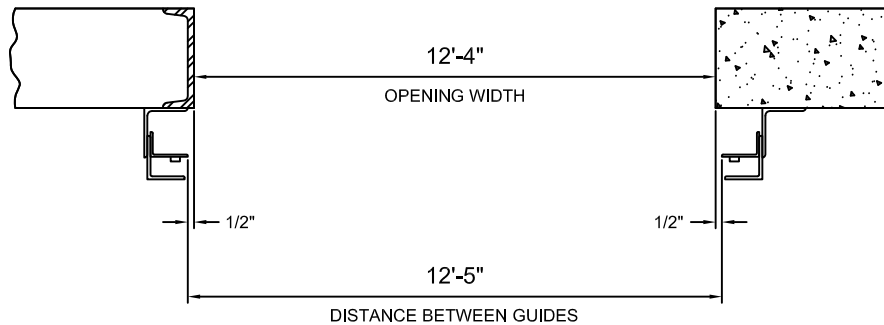 12'-4"
OPENING WIDTH
1/2"
1/2"
12'-5"
DISTANCE BETWEEN GUIDES